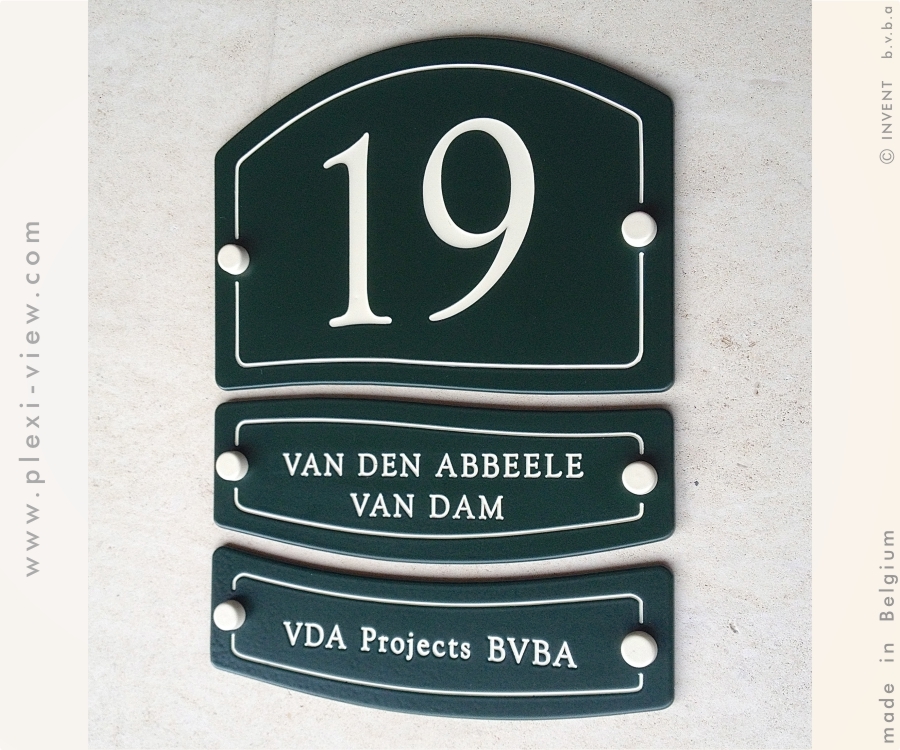 19
VAN DEN ABBEELE
VAN DAM
VDA Projects BVBA
www.plexi-view.com
© INVENT b.v.b.a
made in Belgium